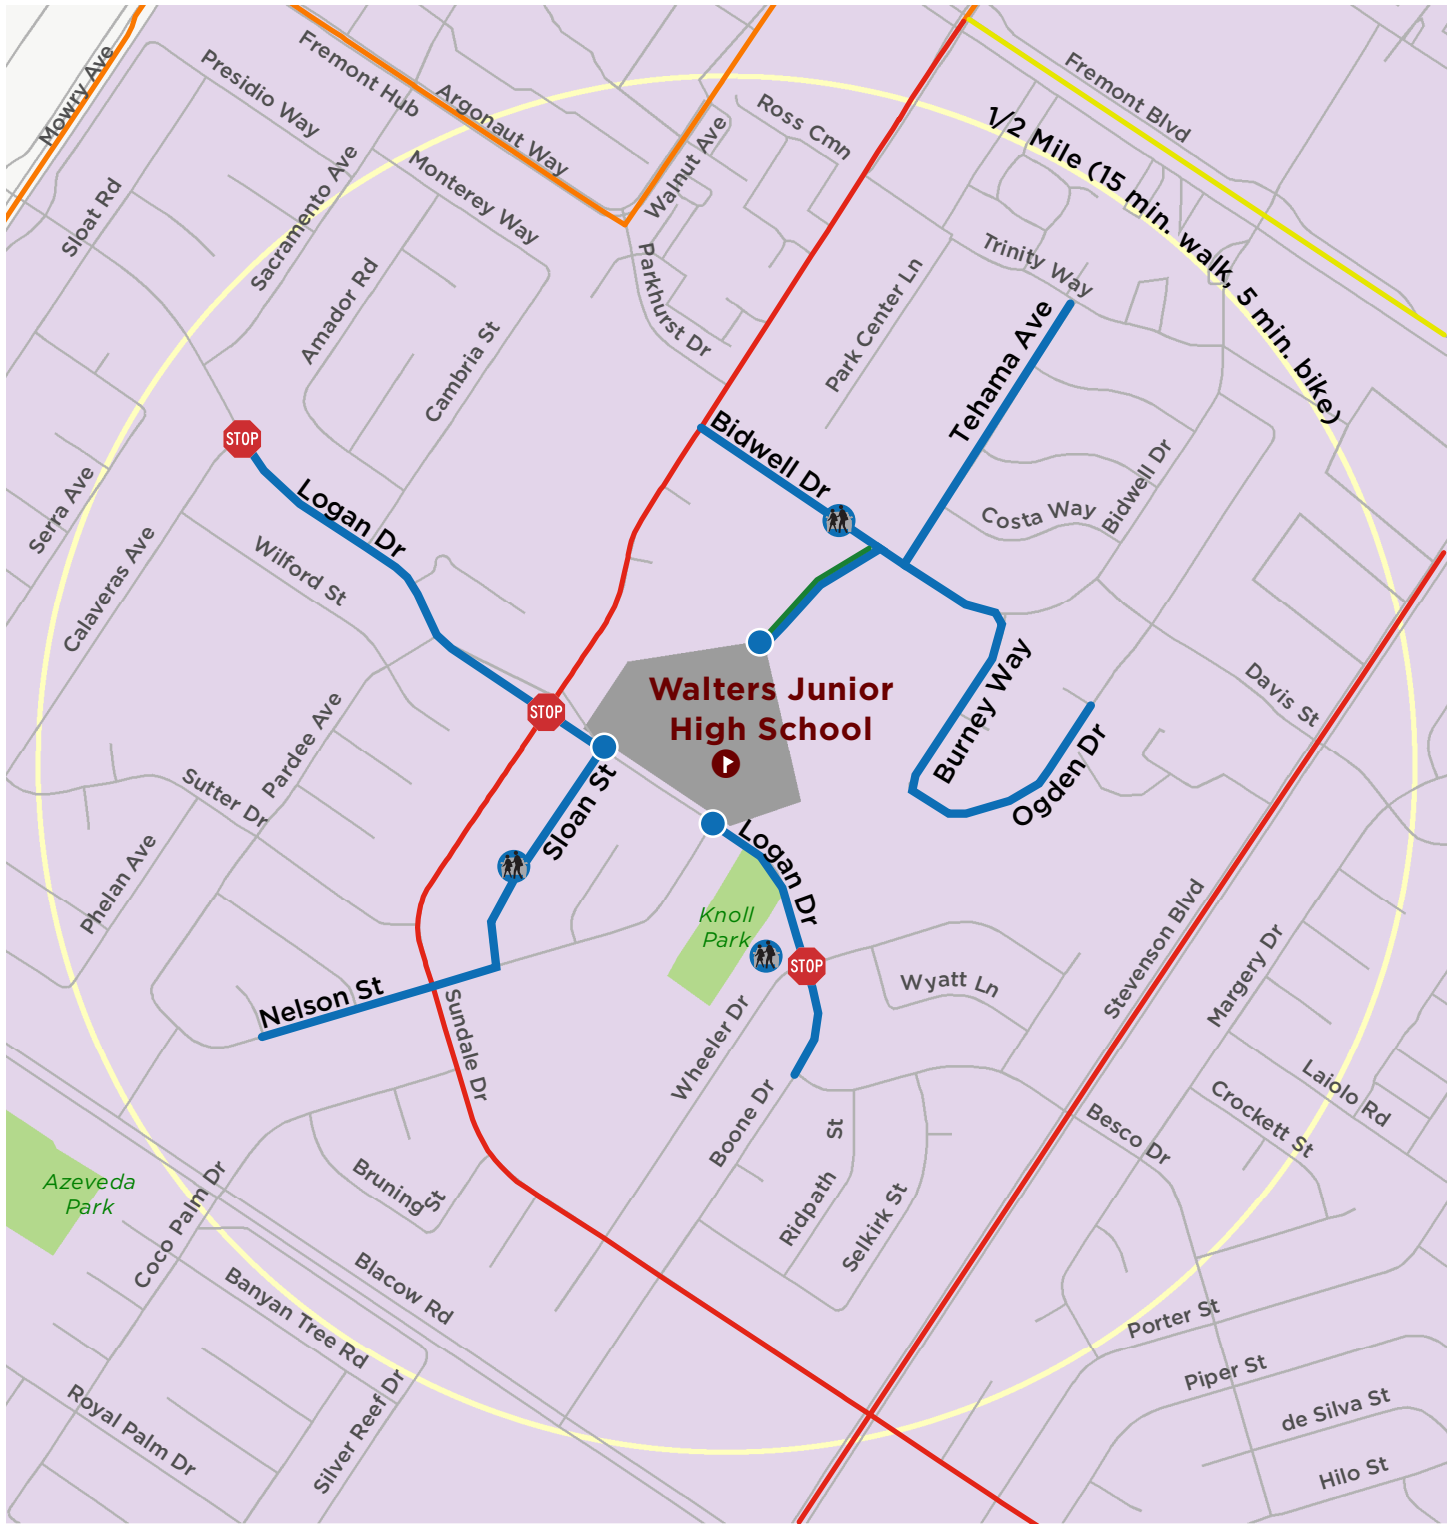 Mowry Ave
Presidio Way
Fremont Hub
Argonaut Way
Ross Cmn
Fremont Blvd
1/2 Mile (15 min. walk, 5 min. bike)
Walnut Ave
Monterey Way
Sacramento Ave
Sloat Rd
Trinity Way
Parkhurst Dr
Amador Rd
Cambria St
Park Center Ln
Tehama Ave
STOP
Bidwell Dr
Bidwell Dr
Logan Dr
Costa Way
Serra Ave
Wilford St
Calaveras Ave
Walters Junior
High School
Burney Way
Davis St
STOP
Pardee Ave
Sutter Dr
Ogden Dr
Sloan St
Logan Dr
Phelan Ave
Knoll
Park
STOP
Wyatt Ln
Stevenson Blvd
Margery Dr
Nelson St
Sundale Dr
Wheeler Dr
Laiolo Rd
Crockett St
Boone Dr
Besco Dr
Ridpath
St
Selkirk St
Azeveda
Park
Bruning
St
Coco Palm Dr
Blacow Rd
Banyan Tree Rd
Porter St
Piper St
de Silva St
Royal Palm Dr
Silver Reef Dr
Hilo St